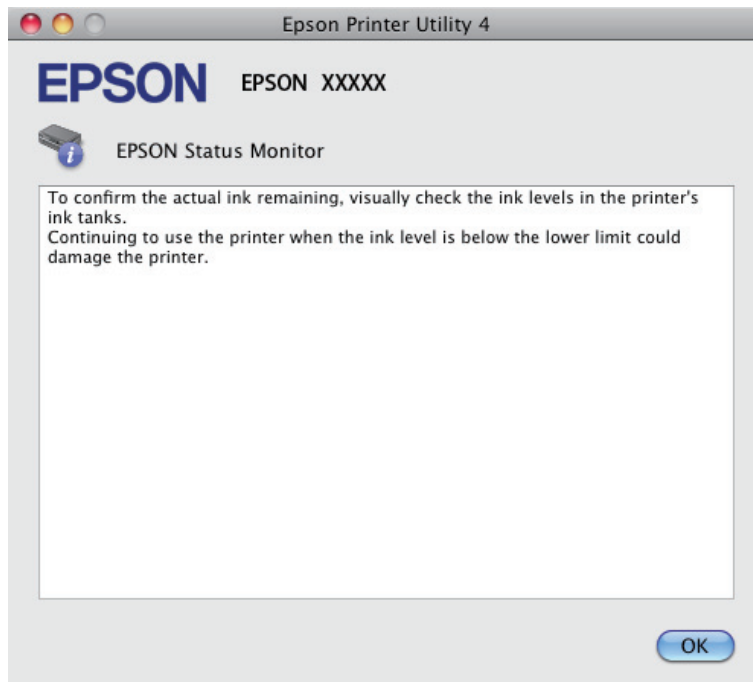 Epson Printer Utility 4
EPSON EPSON XXXXX
EPSON Status Monitor
To confirm the actual ink remaining, visually check the ink levels in the printer's
ink tanks.
Continuing to use the printer when the ink level is below the lower limit could
damage the printer.
OK